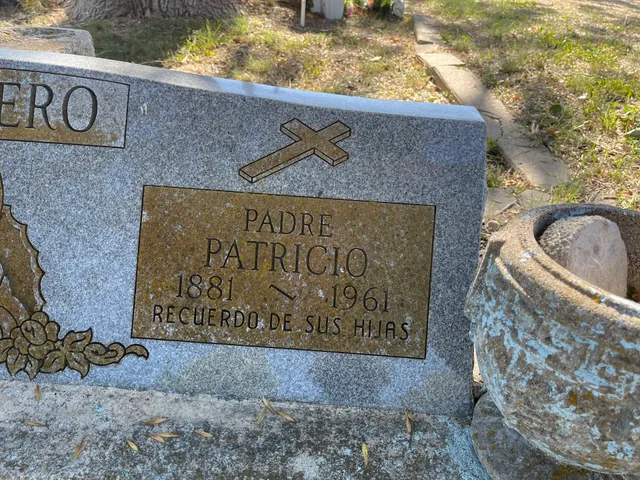 ERO
PADRE
PATRICIO
1881 ~ 1961
RECUERDO DE SUS HIJAS